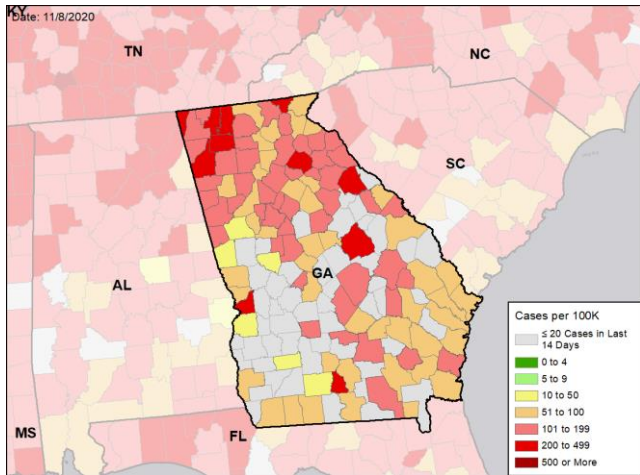 KY
Date: 11/8/2020
TN
NC
SC
AL
GA
MS
FL
Cases per 100K
≤ 20 Cases in Last
14 Days
0 to 4
5 to 9
10 to 50
51 to 100
101 to 199
200 to 499
500 or More